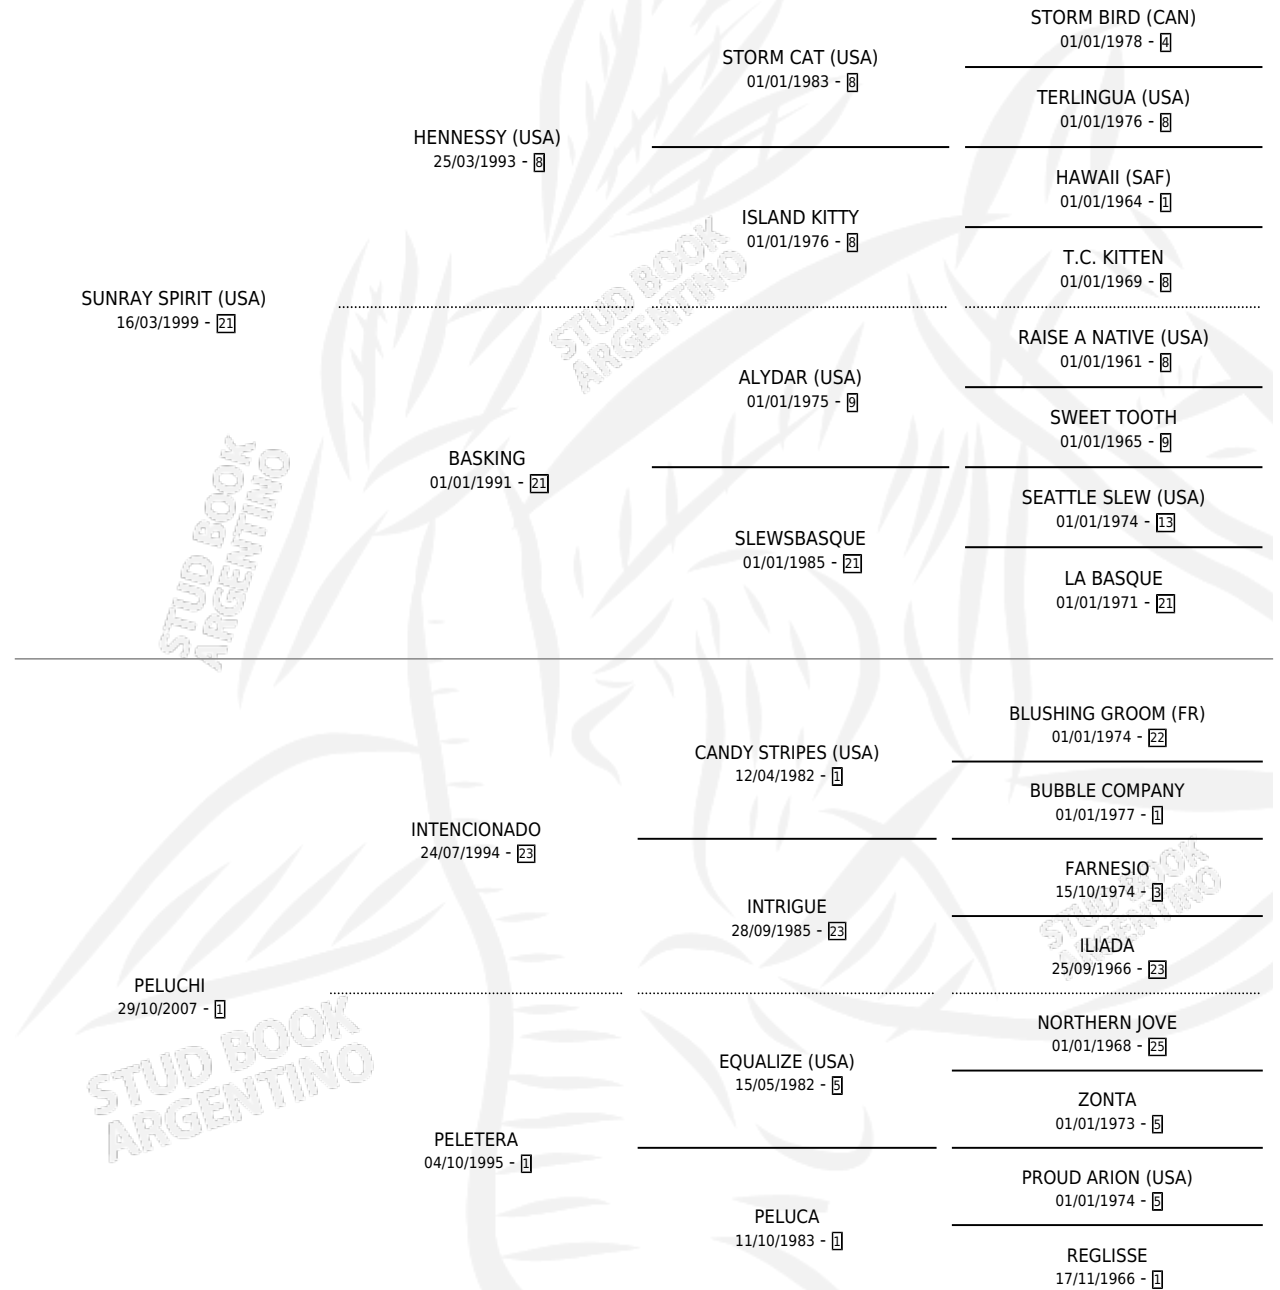 STORM BIRD (CAN)
01/01/1978 - 4
STORM CAT (USA)
01/01/1983 - 8
TERLINGUA (USA)
01/01/1976 - 8
HENNESSY (USA)
25/03/1993 - 8
HAWAII (SAF)
01/01/1964 - 1
ISLAND KITTY
01/01/1976 - 8
T.C. KITTEN
01/01/1969 - 8
SUNRAY SPIRIT (USA)
16/03/1999 - 21
RAISE A NATIVE (USA)
01/01/1961 - 8
ALYDAR (USA)
01/01/1975 - 9
SWEET TOOTH
01/01/1965 - 9
BASKING
01/01/1991 - 21
SEATTLE SLEW (USA)
01/01/1974 - 13
SLEWSBASQUE
01/01/1985 - 21
LA BASQUE
01/01/1971 - 21
BLUSHING GROOM (FR)
01/01/1974 - 22
CANDY STRIPES (USA)
12/04/1982 - 1
BUBBLE COMPANY
01/01/1977 - 1
INTENCIONADO
24/07/1994 - 23
FARNESIO
15/10/1974 - 3
INTRIGUE
28/09/1985 - 23
ILIADA
25/09/1966 - 23
PELUCHI
29/10/2007 - 1
NORTHERN JOVE
01/01/1968 - 25
EQUALIZE (USA)
15/05/1982 - 5
ZONTA
01/01/1973 - 5
PELETERA
04/10/1995 - 1
PROUD ARION (USA)
01/01/1974 - 5
PELUCA
11/10/1983 - 1
REGLISSE
17/11/1966 - 1
STUD BOOK
ARGENTINO
STUD BOOK
ARGENTINO
STUD BOOK
ARGENTINO
STUD BOOK
ARGENTINO